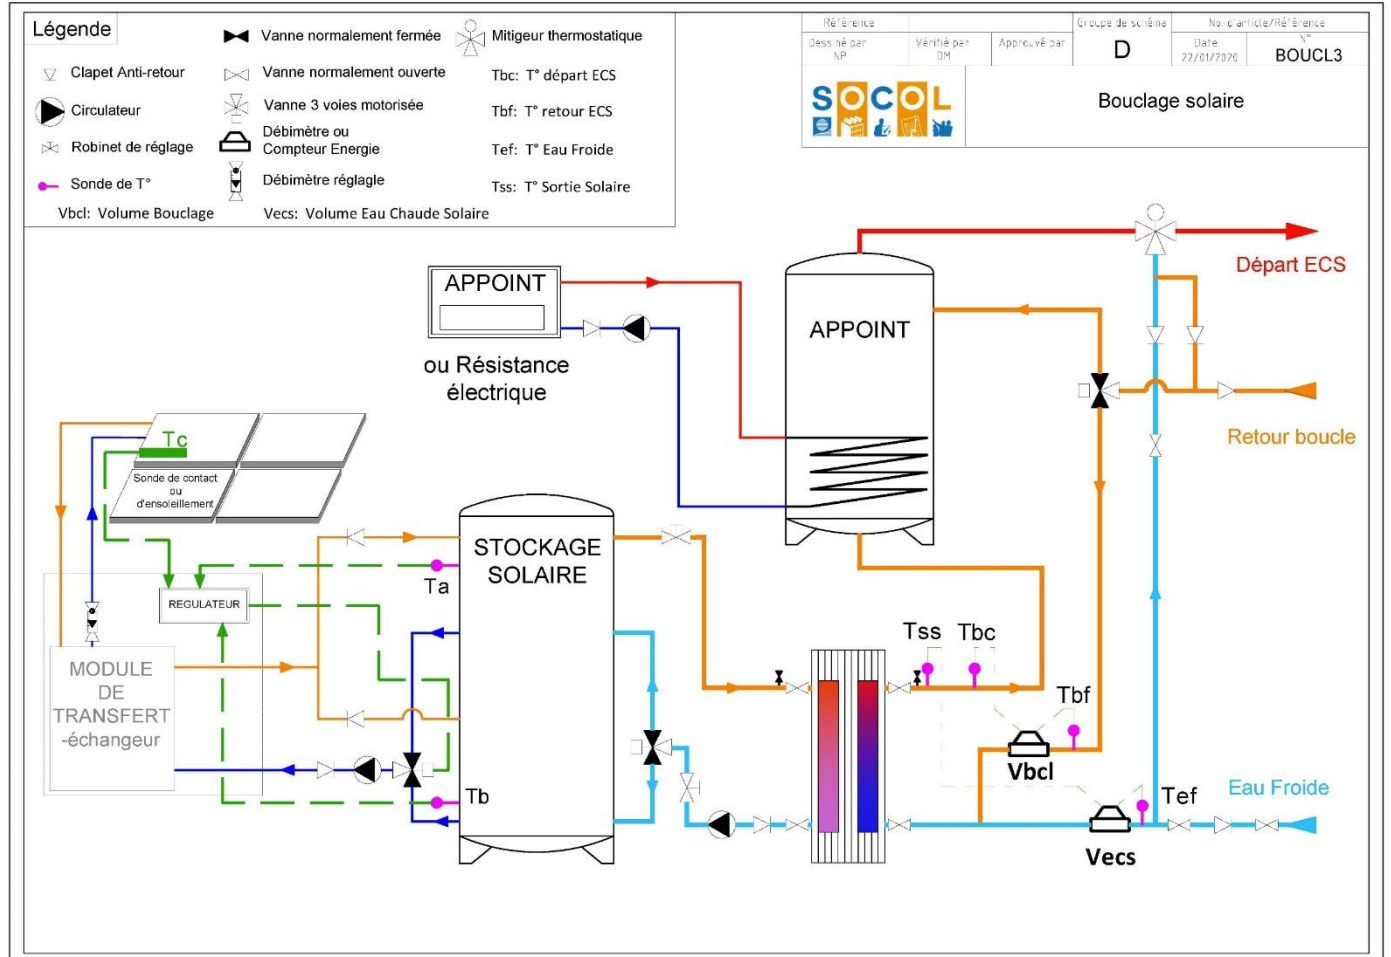 Légende
Vanne normalement fermée
Mitigeur thermostatique
Clapet Anti-retour
Vanne normalement ouverte
Tbc: T° départ ECS
Circulateur
Vanne 3 voies motorisée
Tbf: T° retour ECS
Robinet de réglage
Débimètre ou
Compteur Energie
Tef: T° Eau Froide
Sonde de T°
Débimètre réglagle
Tss: T° Sortie Solaire
Vbcl: Volume Bouclage
Vecs: Volume Eau Chaude Solaire
Référence
Groupe de schéma
No. d'article/Référence
Dessiné par
NP
Vérifié par
DM
Approuvé par
D
Date
22/01/2020
N°
BOUCL3
SOCOL
Bouclage solaire
Départ ECS
APPOINT
ou Résistance
électrique
APPOINT
Retour boucle
Tc
Sonde de contact
ou
d'ensoleillement
STOCKAGE
SOLAIRE
Ta
REGULATEUR
MODULE
DE
TRANSFERT
-échangeur
Tb
Tss
Tbc
Tbf
Vbcl
Tef
Eau Froide
Vecs